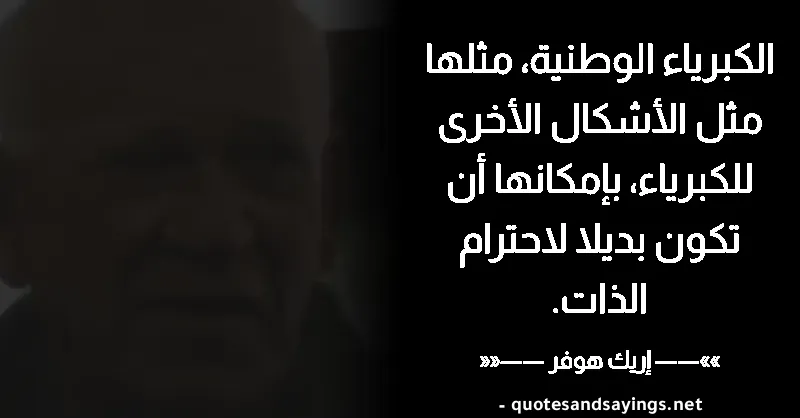 الكبرياء الوطنية، مثلها
مثل الأشكال الأخرى
للكبرياء، بإمكانها أن
تكون بديلا لاحترام
الذات.
»»—— إريك هوفر ——««
- quotesandsayings.net